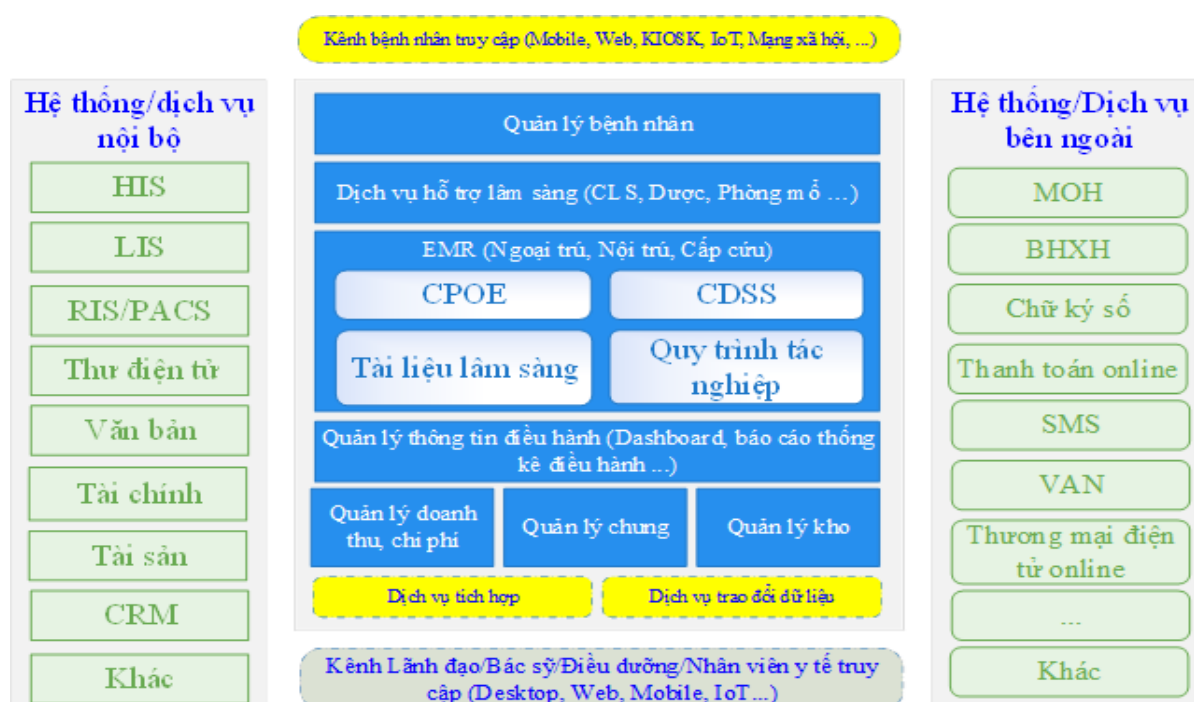 Kênh bệnh nhân truy cập (Mobile, Web, KIOSK, IoT, Mạng xã hội, ...)
Hệ thống/dịch vụ
nội bộ
HIS
LIS
RIS/PACS
Thư điện tử
Văn bản
Tài chính
Tài sản
CRM
Khác
Quản lý bệnh nhân
Dịch vụ hỗ trợ lâm sàng (CLS, Dược, Phòng mổ ...)
EMR (Ngoại trú, Nội trú, Cấp cứu)
CPOE
CDSS
Tài liệu lâm sàng
Quy trình tác
nghiệp
Quản lý thông tin điều hành (Dashboard, báo cáo thống
kê điều hành ...)
Quản lý doanh
thu, chi phí
Quản lý chung
Quản lý kho
Dịch vụ tích hợp
Dịch vụ trao đổi dữ liệu
Kênh Lãnh đạo/Bác sỹ/Điều dưỡng/Nhân viên y tế truy
cập (Desktop, Web, Mobile, IoT...)
Hệ thống/Dịch vụ
bên ngoài
MOH
BHXH
Chữ ký số
Thanh toán online
SMS
VAN
Thương mại điện
tử online
...
Khác